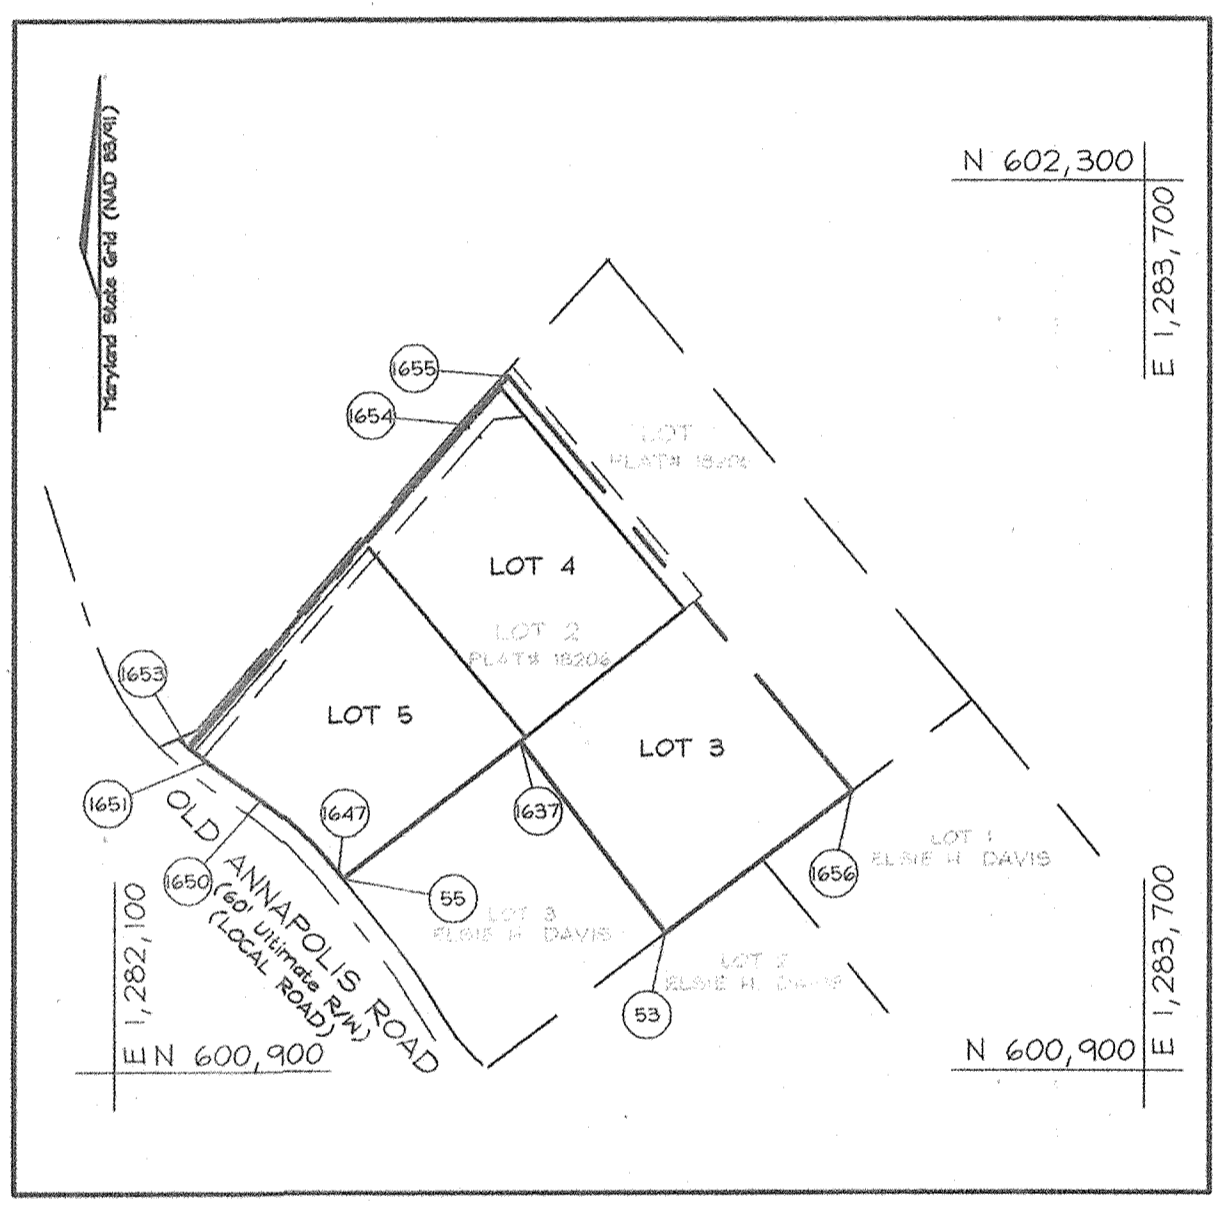 Maryland State Grid (NAD 83/91)
N 602,300
E 1,283,700
1655
1654
LOT
PLAT# 18206
LOT 4
LOT 2
PLAT# 18206
1653
LOT 5
LOT 3
1651
1647
1637
1650
55
1656
LOT 1
ELSIE H. DAVIS
LOT 3
ELSIE H. DAVIS
LOT 2
ELSIE H. DAVIS
53
OLD ANNAPOLIS ROAD
(60' Ultimate R/W)
(LOCAL ROAD)
E 1,282,100
N 600,900
N 600,900
E 1,283,700